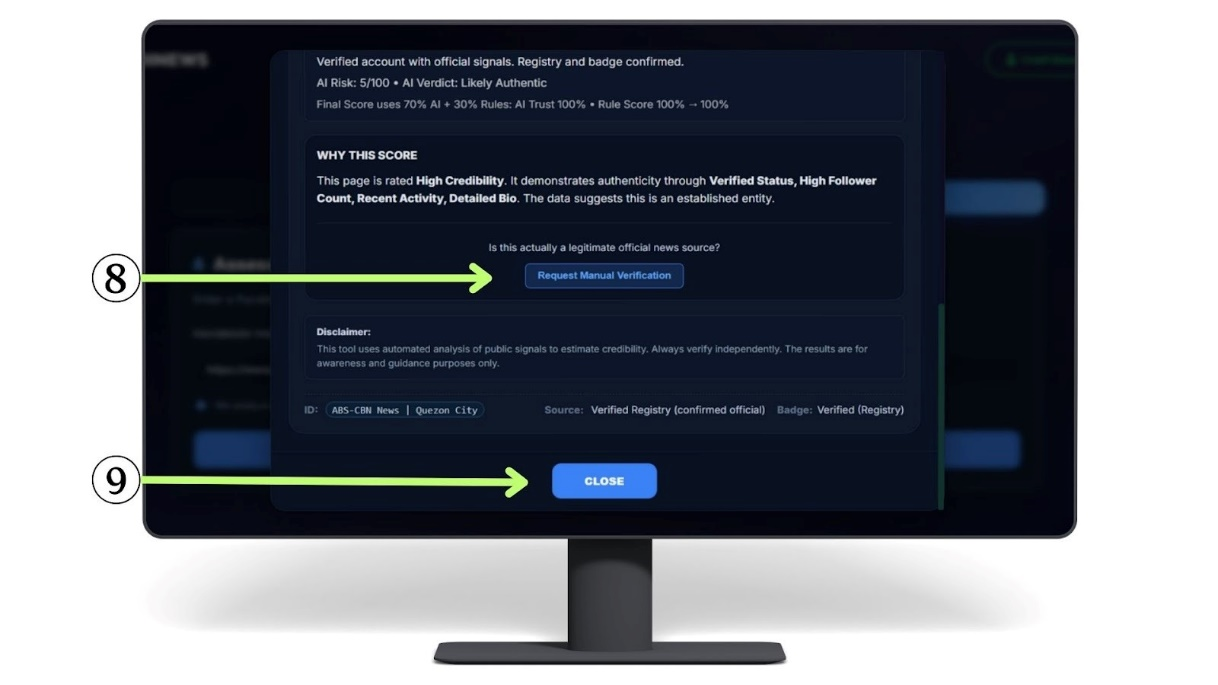 Verified account with official signals. Registry and badge confirmed.
AI Risk: 5/100 • AI Verdict: Likely Authentic
Final Score uses 70% AI + 30% Rules: AI Trust 100% • Rule Score 100% → 100%
WHY THIS SCORE
This page is rated High Credibility. It demonstrates authenticity through Verified Status, High Follower
Count, Recent Activity, Detailed Bio. The data suggests this is an established entity.
Is this actually a legitimate official news source?
8
Request Manual Verification
Disclaimer:
This tool uses automated analysis of public signals to estimate credibility. Always verify independently. The results are for
awareness and guidance purposes only.
ID: ABS-CBN News | Quezon City Source: Verified Registry (confirmed official) Badge: Verified (Registry)
9
CLOSE